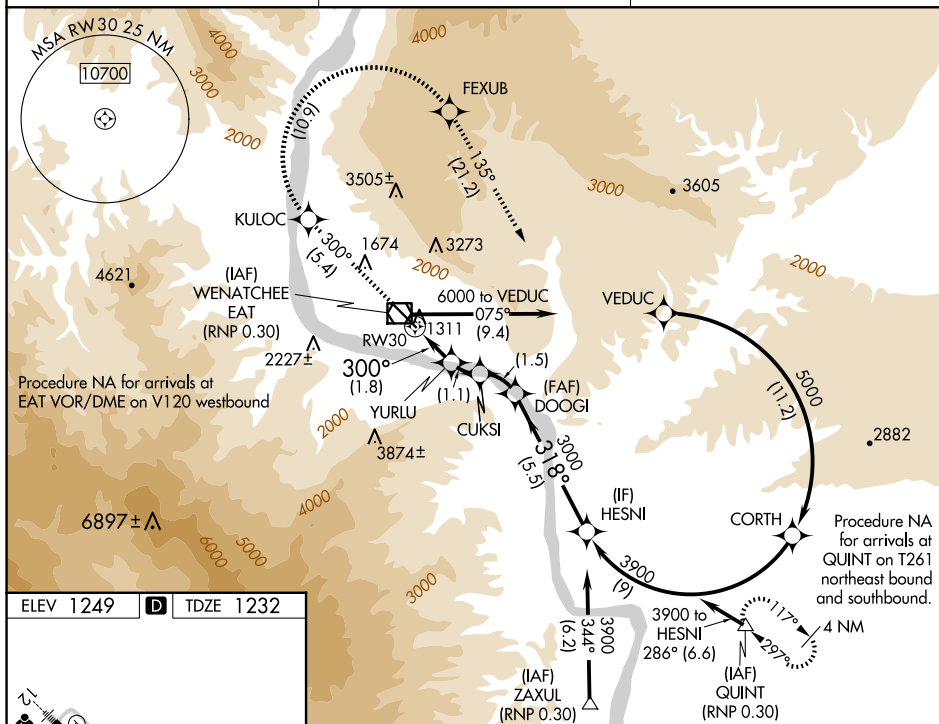 MSA RW30 25 NM
10700
4000
3000
2000
4000
FEXUB
(10.9)
135°
(21.2)
3505±
3000
3605
KULOC
300°
(5.4)
1674
3273
2000
2000
4621
(IAF)
WENATCHEE
EAT
(RNP 0.30)
6000 to VEDUC
075°
(9.4)
VEDUC
RW30
1311
2227±
300°
(1.8)
(1.1)
(1.5)
YURLU
CUKSI
(FAF)
DOOGI
5000
(11.2)
Procedure NA for arrivals at
EAT VOR/DME on V120 westbound
2000
3874±
3000
318°
(5.5)
2882
4000
(IF)
HESNI
CORTH
6897±
6000
5000
3000
3900
(9)
Procedure NA
for arrivals at
QUINT on T261
northeast bound
and southbound.
ELEV 1249
D
TDZE 1232
3900
344°
(6.2)
3900 to
HESNI
286° (6.6)
117°
4 NM
297°
(IAF)
ZAXUL
(RNP 0.30)
(IAF)
QUINT
(RNP 0.30)
12